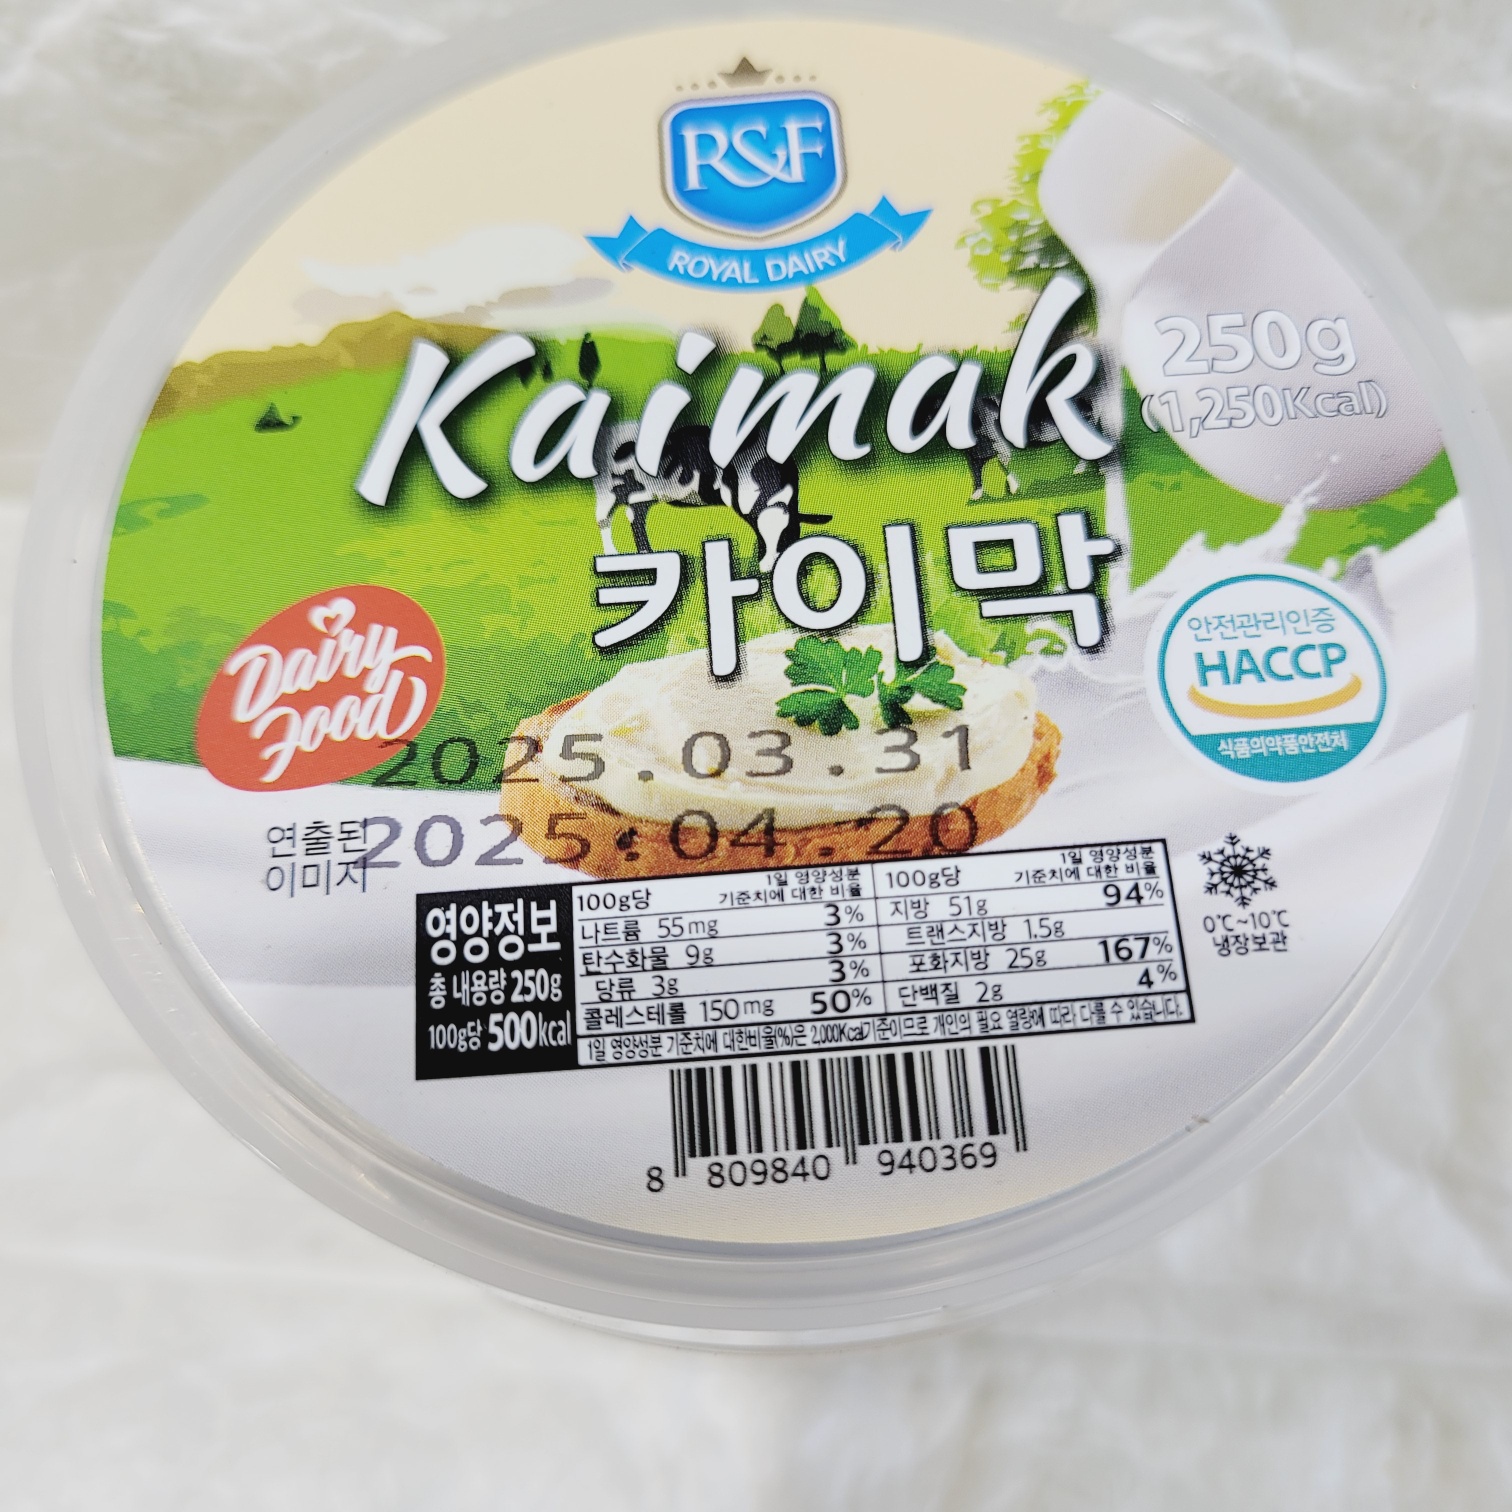 R&F
ROYAL DAIRY
Kaimak
250g
(1,250Kcal)
카이막
Dairy
Food
안전관리인증
HACCP
식품의약품안전처
2025.03.31
2025.04.20
연출된
이미지
영양정보
총 내용량 250g
100g당 500kcal
100g당 1일 영양성분 기준치에 대한 비율
나트륨 55mg 3%
탄수화물 9g 3%
당류 3g 3%
콜레스테롤 150mg 50%
100g당 1일 영양성분 기준치에 대한 비율
지방 51g 94%
트랜스지방 1.5g
포화지방 25g 167%
단백질 2g 4%
1일 영양성분 기준치에 대한비율(%)은 2,000Kcal기준이므로 개인의 필요 열량에 따라 다를 수 있습니다.
0℃~10℃
냉장보관
8 809840 940369